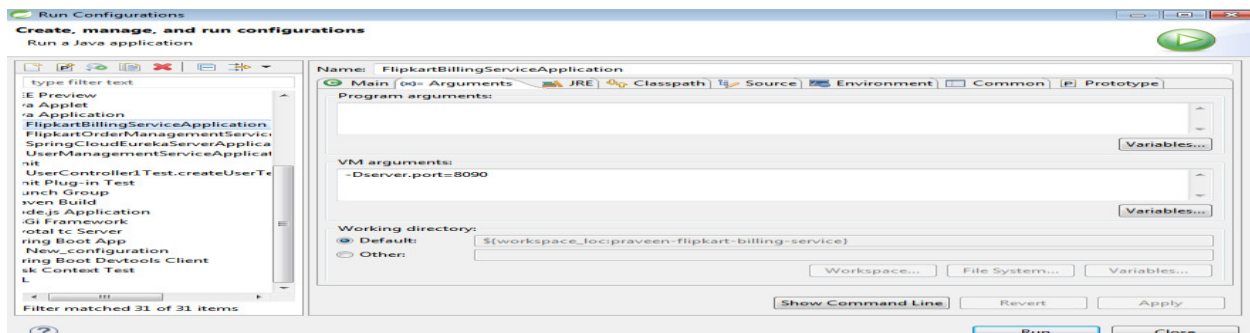 Run Configurations
Create, manage, and run configurations
Run a Java application
type filter text
E Preview
a Applet
a Application
FlipkartBillingServiceApplication
FlipkartOrderManagementServic
SpringCloudEurekaServerApplica
UserManagementServiceApplicat
nit
UserController1Test.createUserTe
nit Plug-in Test
unch Group
aven Build
de.js Application
Gi Framework
votal tc Server
ring Boot App
New_configuration
ring Boot Devtools Client
sk Context Test
L
Filter matched 31 of 31 items
Name: FlipkartBillingServiceApplication
Main (x)= Arguments JRE Classpath Source Environment Common P Prototype
Program arguments:
Variables...
VM arguments:
-Dserver.port=8090
Variables...
Working directory:
Default: ${workspace_loc:praveen-flipkart-billing-service}
Other:
Workspace... File System... Variables...
Show Command Line Revert Apply
Run Close